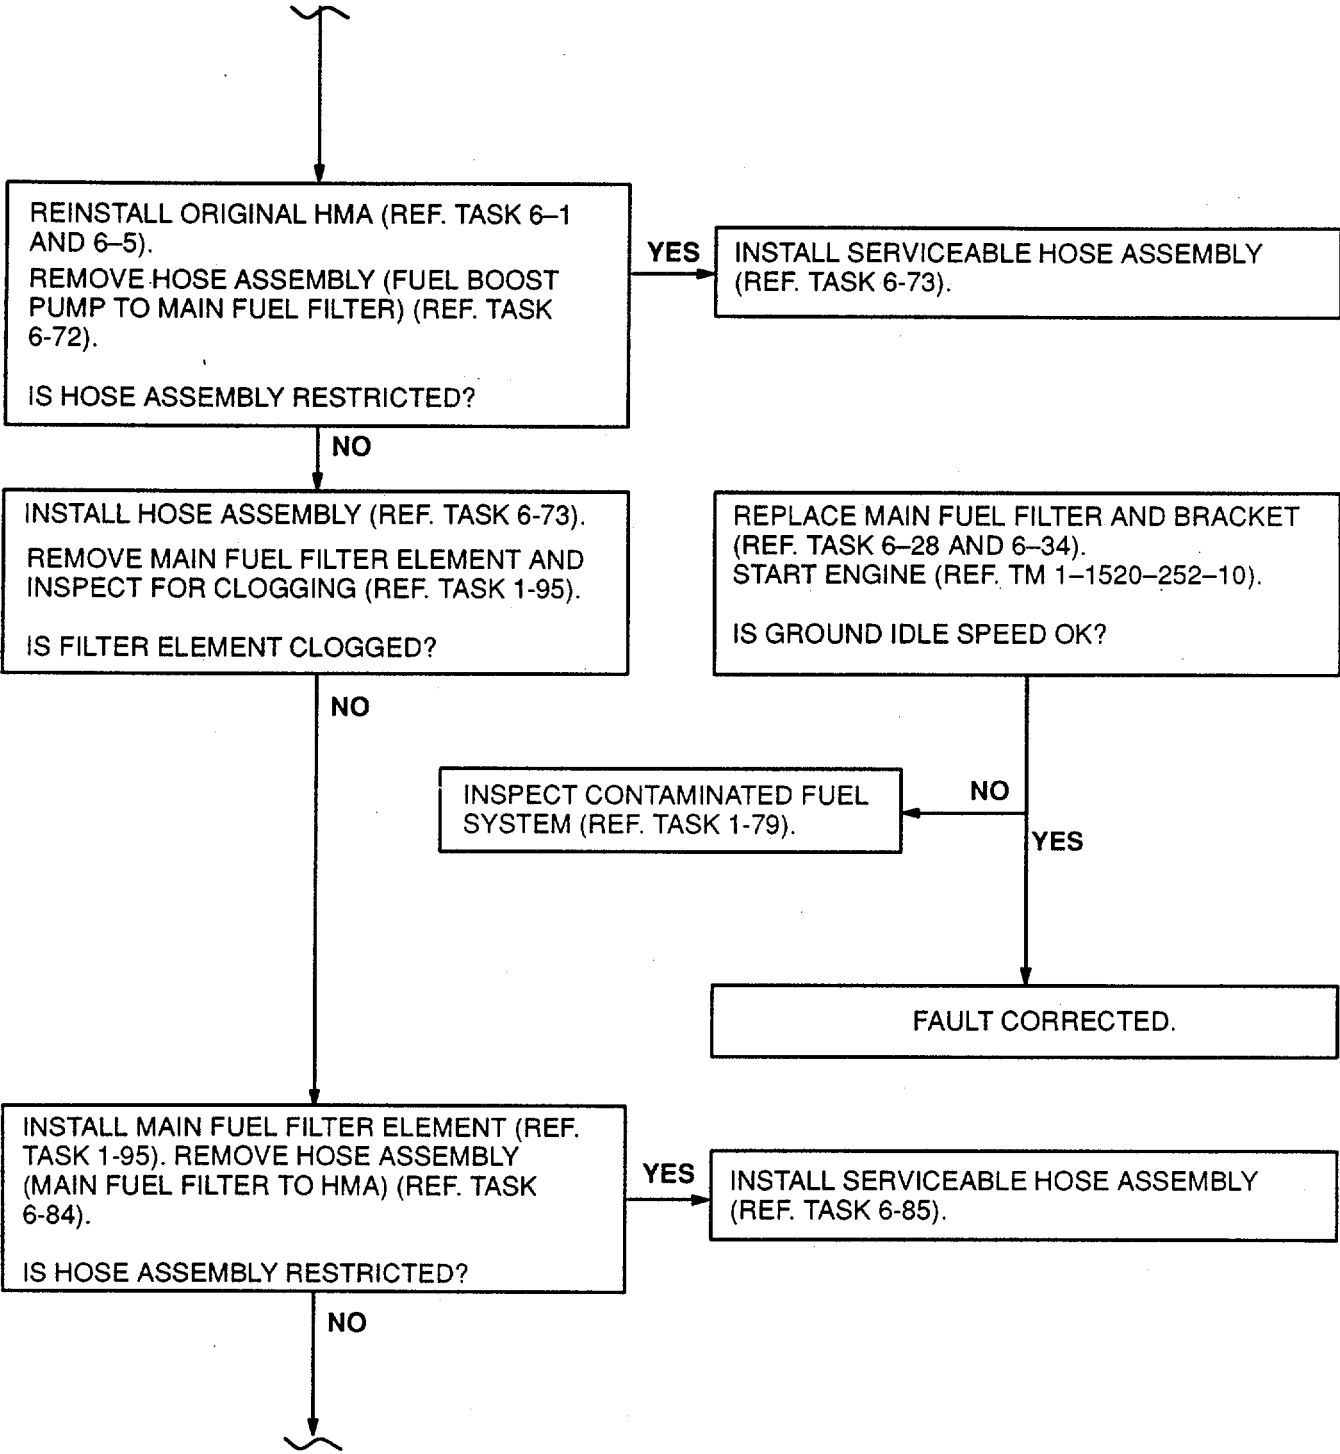 REINSTALL ORIGINAL HMA (REF. TASK 6–1
AND 6–5).
REMOVE HOSE ASSEMBLY (FUEL BOOST
PUMP TO MAIN FUEL FILTER) (REF. TASK
6-72).
IS HOSE ASSEMBLY RESTRICTED?
YES
INSTALL SERVICEABLE HOSE ASSEMBLY
(REF. TASK 6-73).
NO
INSTALL HOSE ASSEMBLY (REF. TASK 6-73).
REMOVE MAIN FUEL FILTER ELEMENT AND
INSPECT FOR CLOGGING (REF. TASK 1-95).
IS FILTER ELEMENT CLOGGED?
REPLACE MAIN FUEL FILTER AND BRACKET
(REF. TASK 6–28 AND 6–34).
START ENGINE (REF. TM 1–1520–252–10).
IS GROUND IDLE SPEED OK?
NO
NO
INSPECT CONTAMINATED FUEL
SYSTEM (REF. TASK 1-79).
YES
FAULT CORRECTED.
INSTALL MAIN FUEL FILTER ELEMENT (REF.
TASK 1-95). REMOVE HOSE ASSEMBLY
(MAIN FUEL FILTER TO HMA) (REF. TASK
6-84).
IS HOSE ASSEMBLY RESTRICTED?
YES
INSTALL SERVICEABLE HOSE ASSEMBLY
(REF. TASK 6-85).
NO